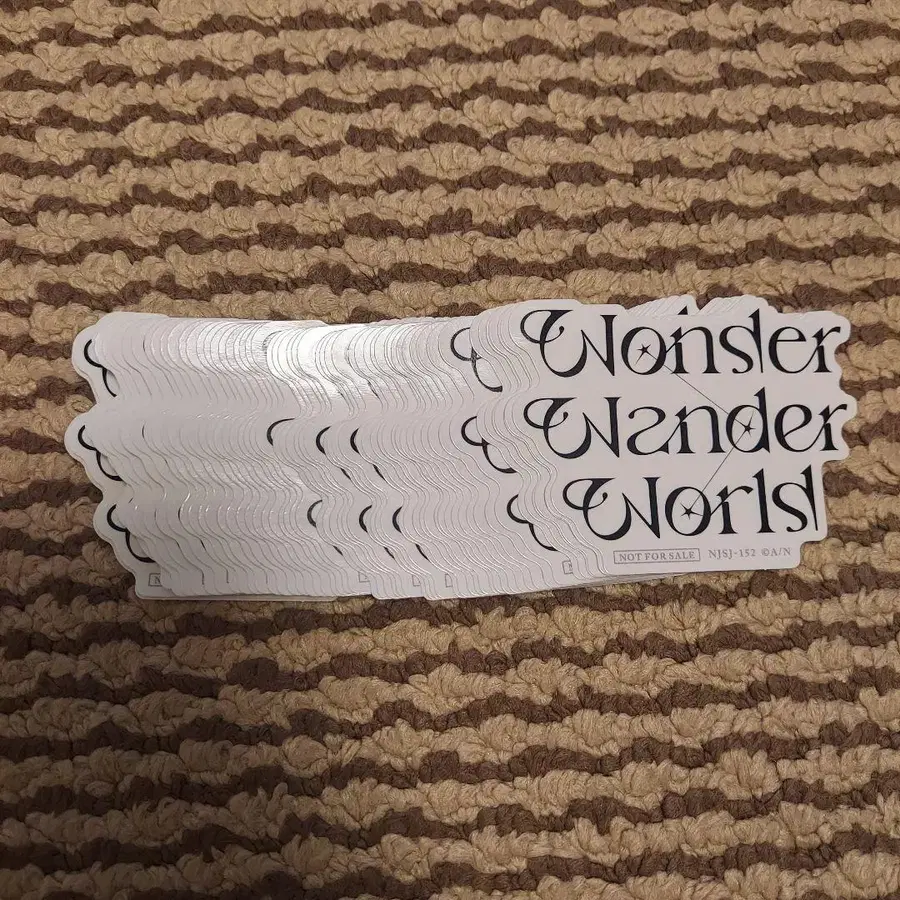 Wonder
Wander
World
NOT FOR SALE NJSJ-152 ©A/N